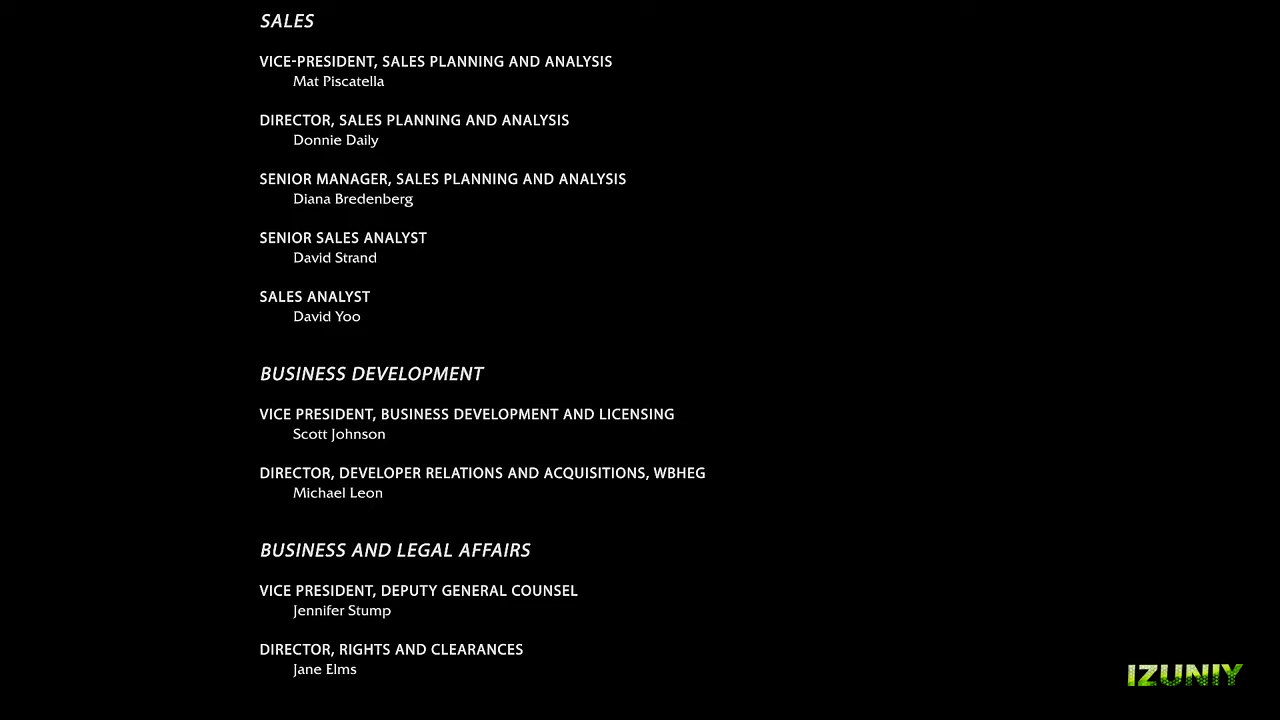 SALES
VICE-PRESIDENT, SALES PLANNING AND ANALYSIS
Mat Piscatella
DIRECTOR, SALES PLANNING AND ANALYSIS
Donnie Daily
SENIOR MANAGER, SALES PLANNING AND ANALYSIS
Diana Bredenberg
SENIOR SALES ANALYST
David Strand
SALES ANALYST
David Yoo
BUSINESS DEVELOPMENT
VICE PRESIDENT, BUSINESS DEVELOPMENT AND LICENSING
Scott Johnson
DIRECTOR, DEVELOPER RELATIONS AND ACQUISITIONS, WBHEG
Michael Leon
BUSINESS AND LEGAL AFFAIRS
VICE PRESIDENT, DEPUTY GENERAL COUNSEL
Jennifer Stump
DIRECTOR, RIGHTS AND CLEARANCES
Jane Elms
IZUNIY